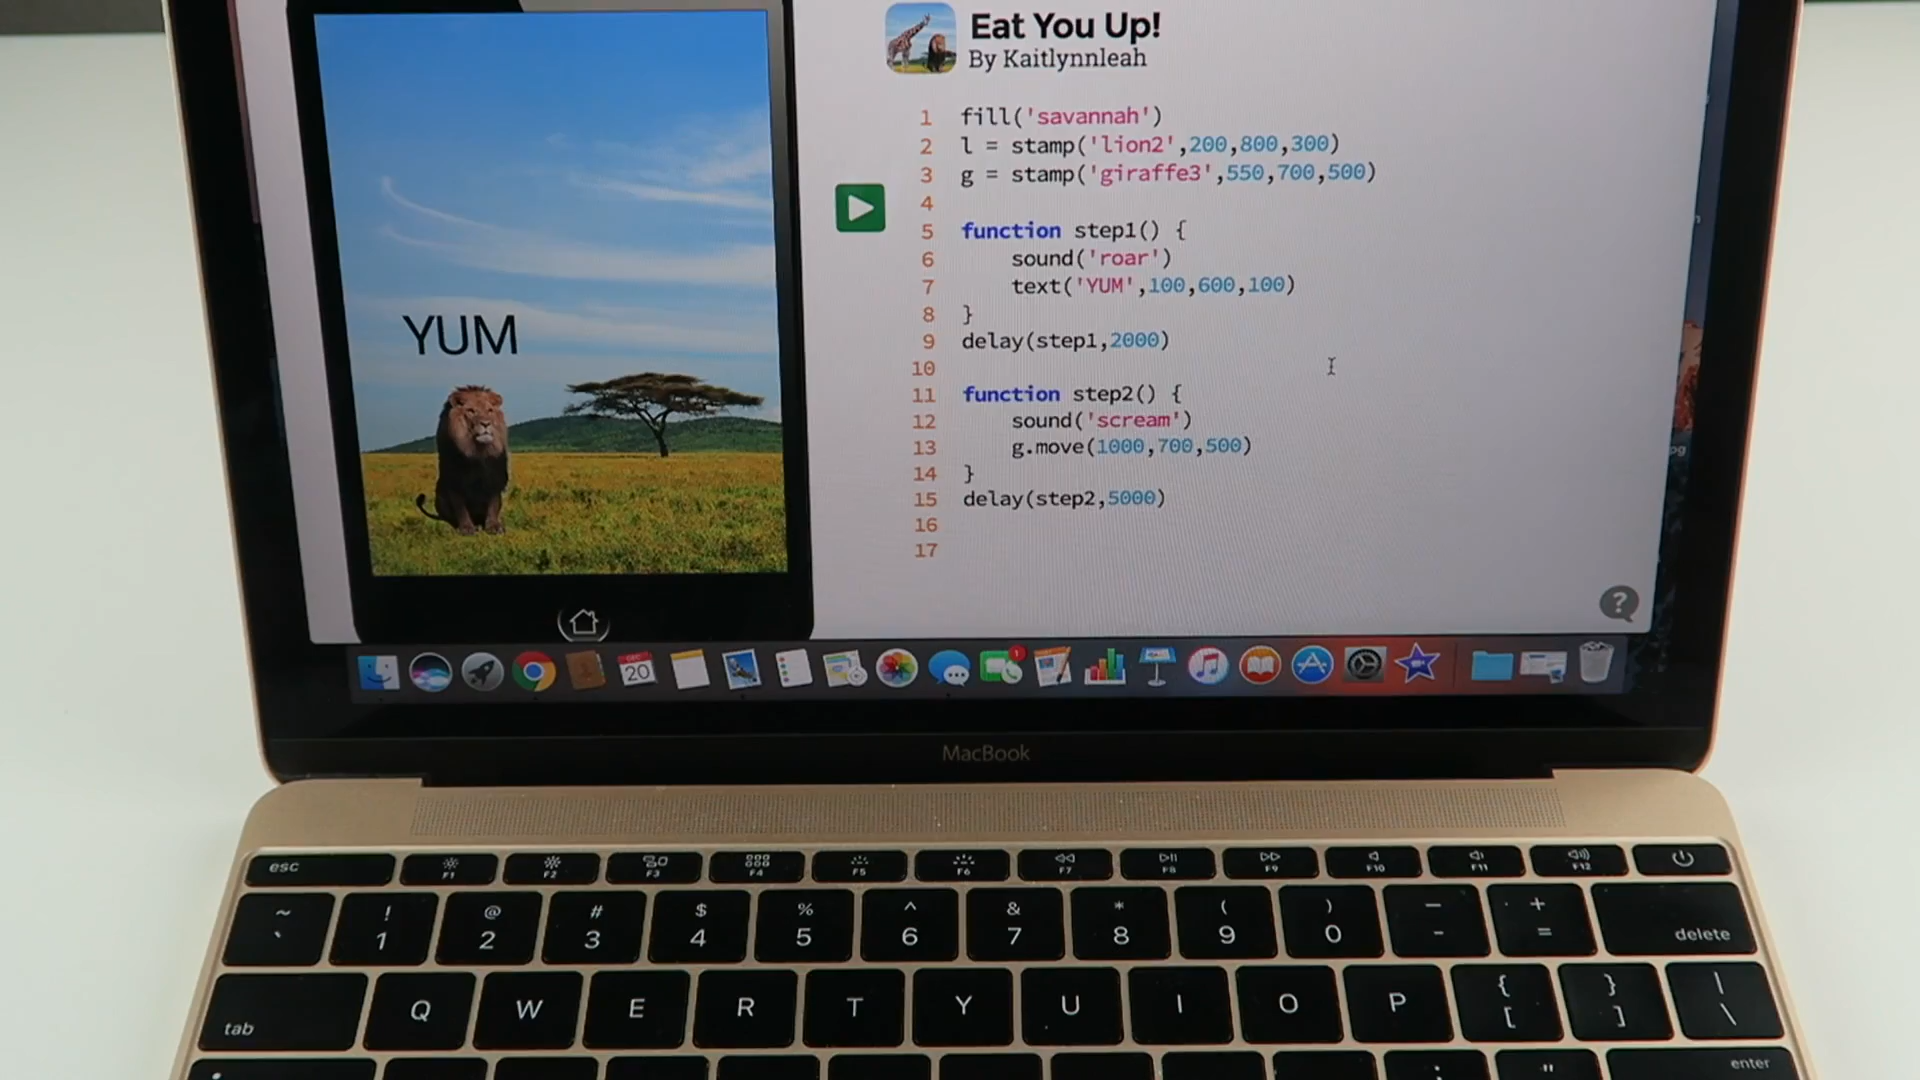 Eat You Up!
By Kaitlynnleah
1 fill('savannah')
2 l = stamp('lion2',200,800,300)
3 g = stamp('giraffe3',550,700,500)
4
5 function step1() {
6 sound('roar')
7 text('YUM',100,600,100)
8 }
9 delay(step1,2000)
10
11 function step2() {
12 sound('scream')
13 g.move(1000,700,500)
14 }
15 delay(step2,5000)
16
17
YUM
?
DEC
20
1
MacBook
esc F1 F2 F3 F4 F5 F6 F7 F8 F9 F10 F11 F12
~ ! @ # $ % ^ & * ( ) — +
` 1 2 3 4 5 6 7 8 9 0 - = delete
tab Q W E R T Y U I O P { [ } ] | \
: " enter